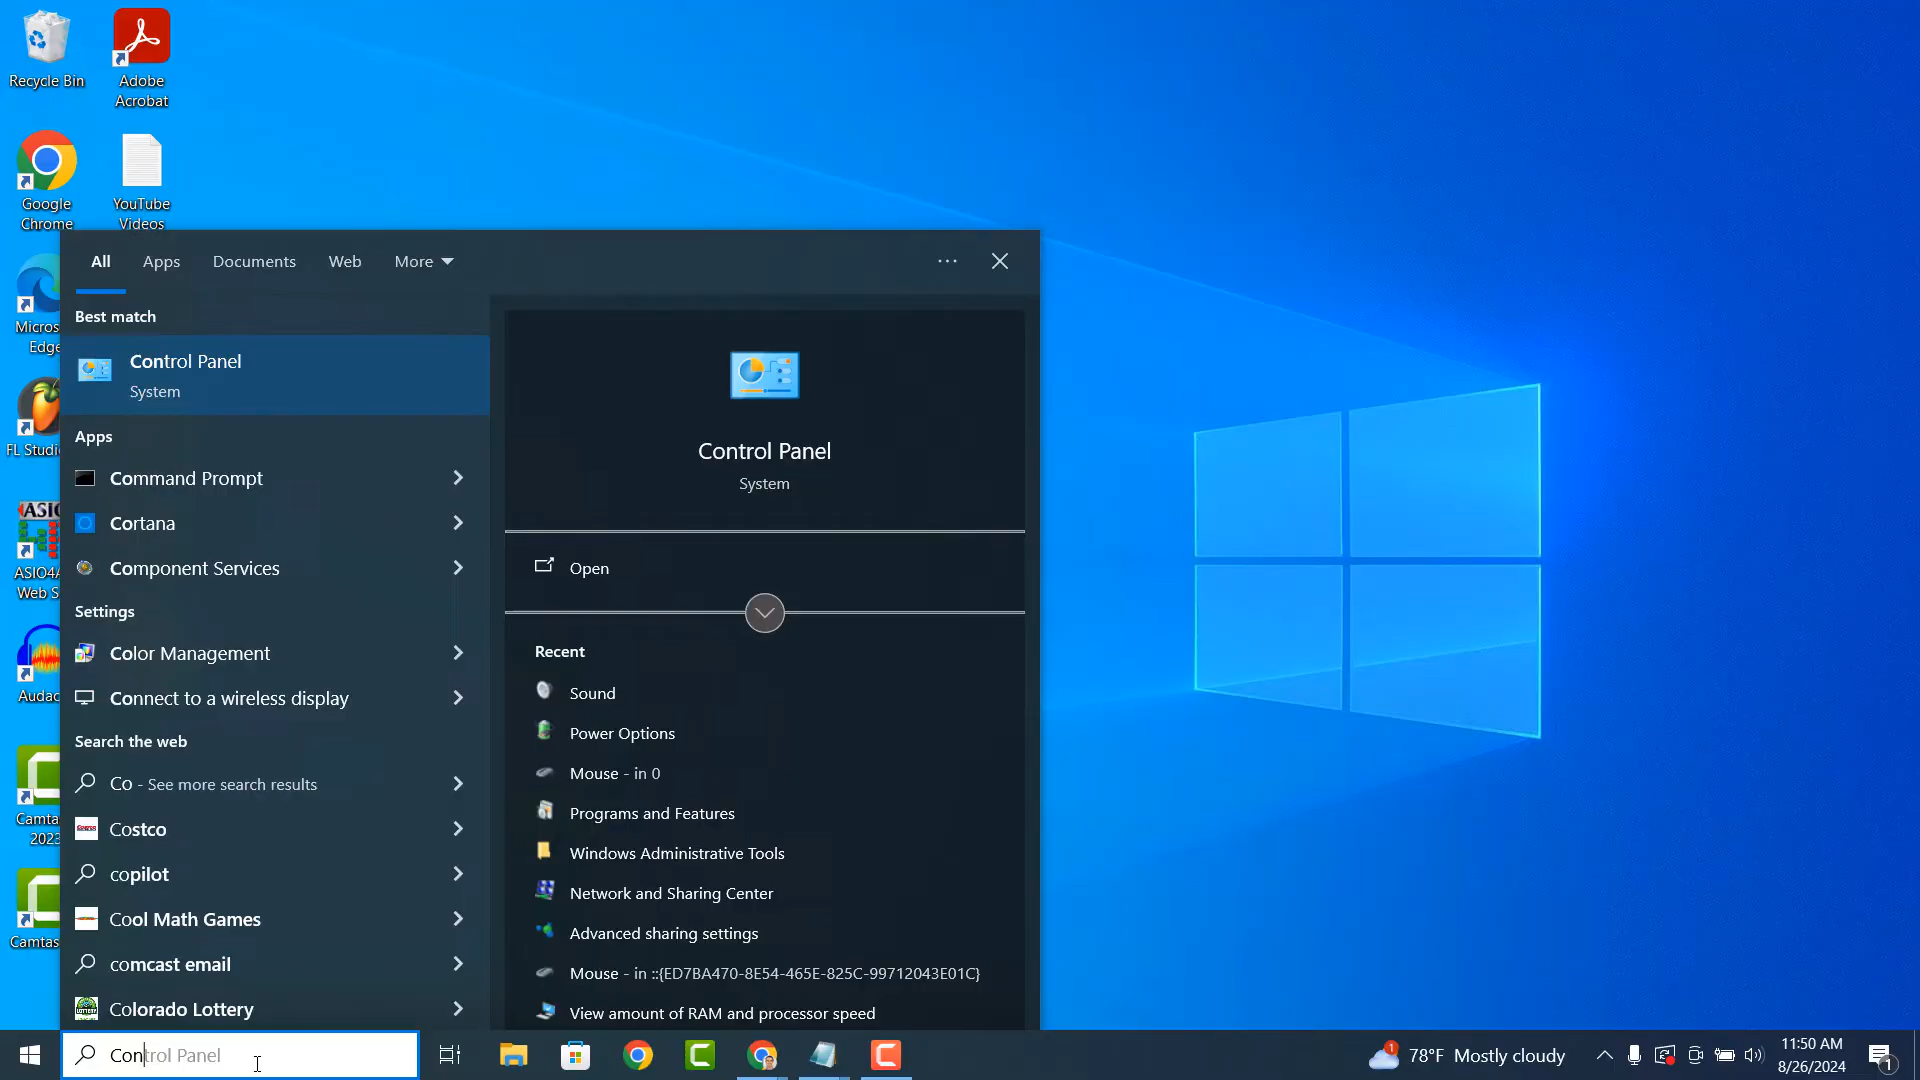 Recycle Bin
Adobe
Acrobat
Google
Chrome
YouTube
Videos
Micros
Edge
FL Studi
ASIO
ASIO4A
Web S
Audac
Camta
2023
Camtas
All
Apps
Documents
Web
More
Best match
Control Panel
System
Apps
Command Prompt
Cortana
Component Services
Settings
Color Management
Connect to a wireless display
Search the web
Co - See more search results
Costco
copilot
Cool Math Games
comcast email
Colorado Lottery
Control Panel
System
Open
Recent
Sound
Power Options
Mouse - in 0
Programs and Features
Windows Administrative Tools
Network and Sharing Center
Advanced sharing settings
Mouse - in ::{ED7BA470-8E54-465E-825C-99712043E01C}
View amount of RAM and processor speed
Control Panel
1
78°F Mostly cloudy
11:50 AM
8/26/2024
1